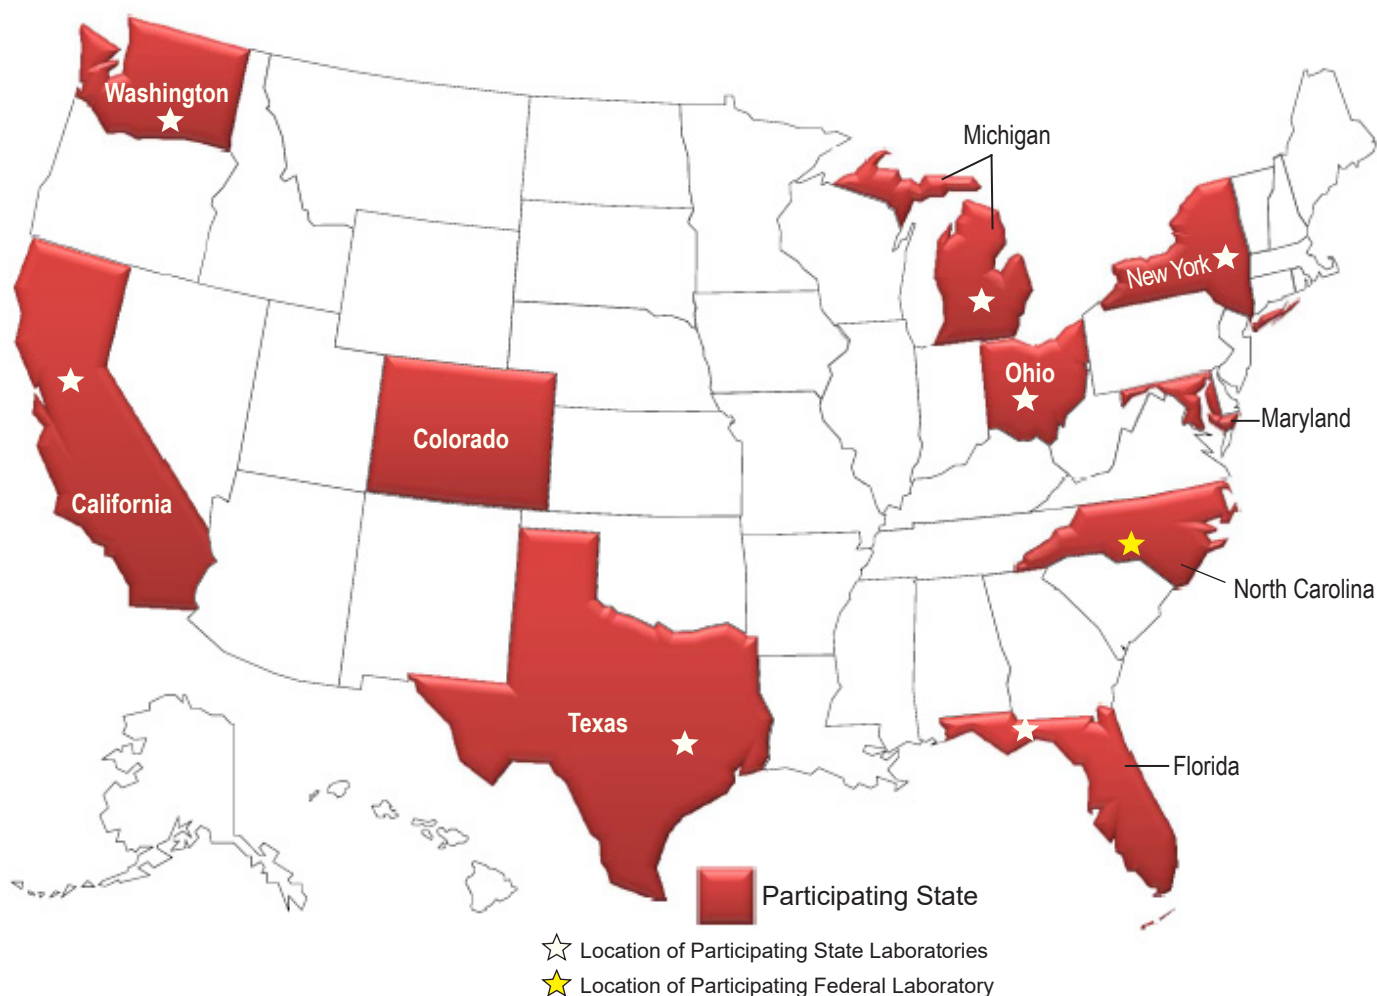 Washington
Michigan
New York
Ohio
Maryland
Colorado
California
North Carolina
Texas
Florida
Participating State
Location of Participating State Laboratories
Location of Participating Federal Laboratory